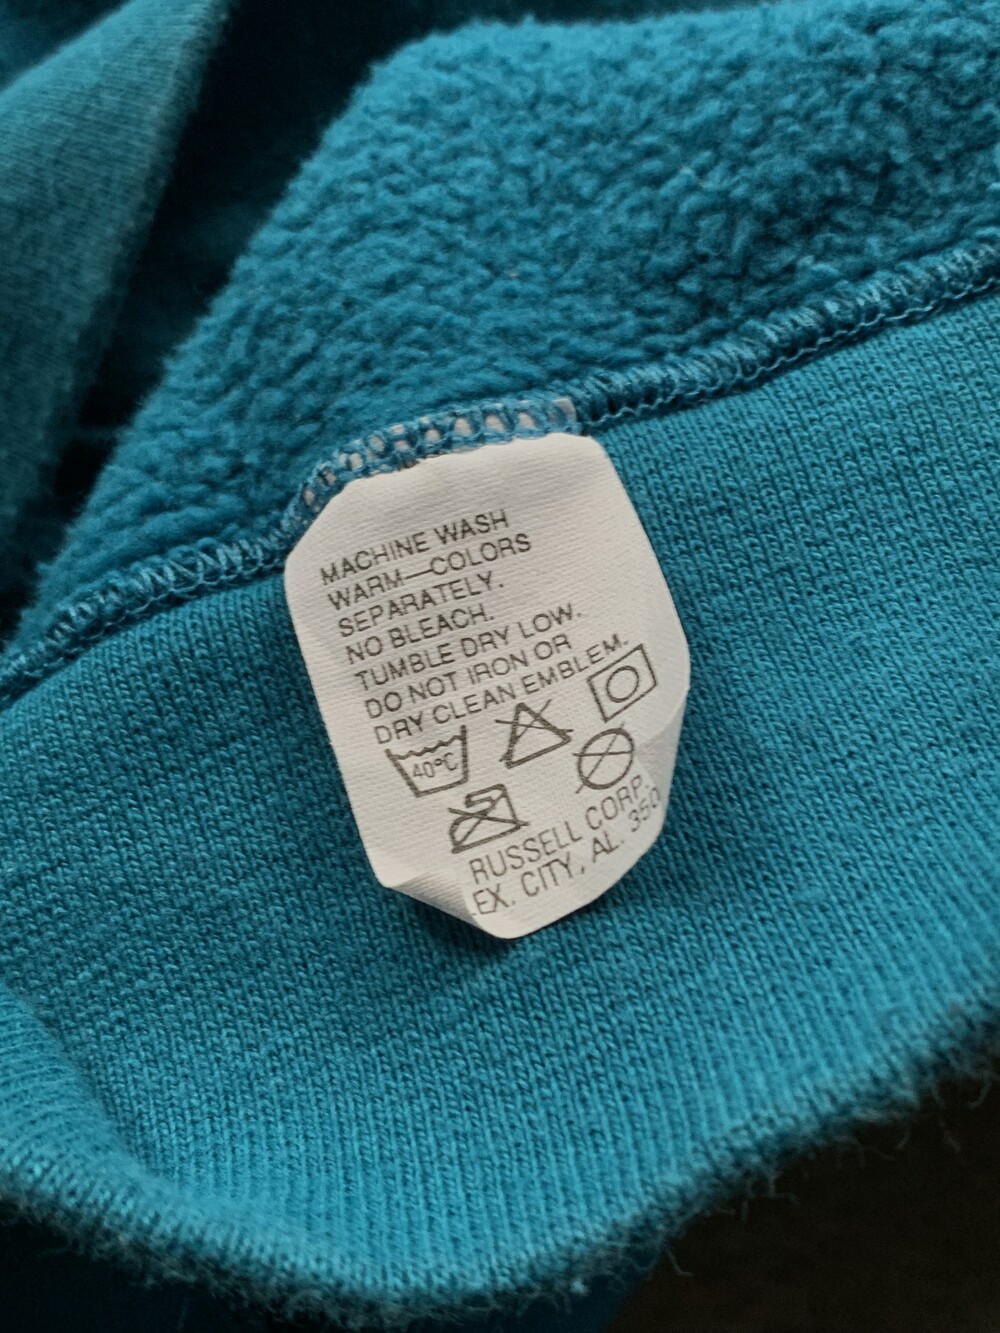 MACHINE WASH
WARM—COLORS
SEPARATELY.
NO BLEACH.
TUMBLE DRY LOW.
DO NOT IRON OR
DRY CLEAN EMBLEM.
40°C
RUSSELL CORP.
EX. CITY, AL. 350